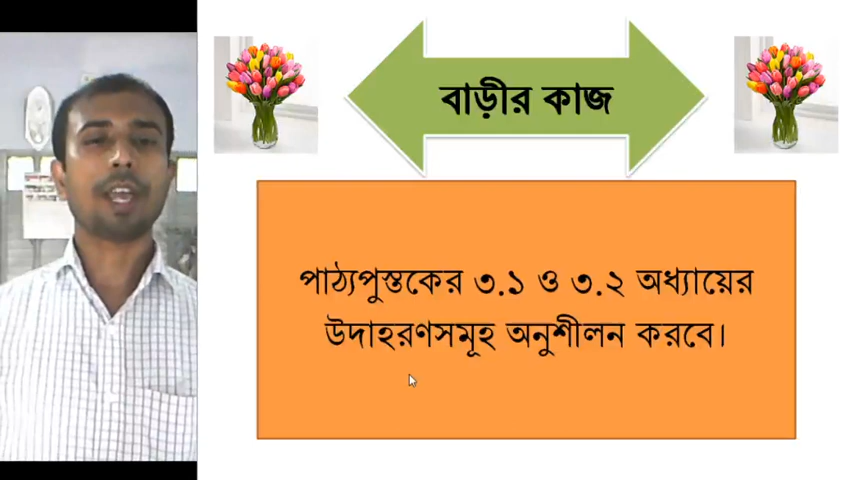 বাড়ীর কাজ
পাঠ্যপুস্তকের ৩.১ ও ৩.২ অধ্যায়ের
উদাহরণসমূহ অনুশীলন করবে।